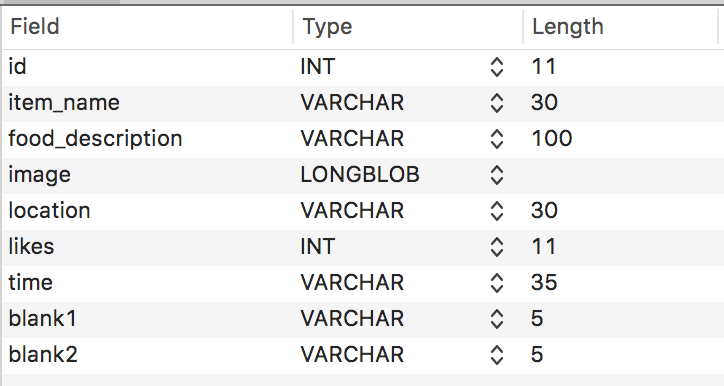 Field Type Length
id INT 11
item_name VARCHAR 30
food_description VARCHAR 100
image LONGBLOB
location VARCHAR 30
likes INT 11
time VARCHAR 35
blank1 VARCHAR 5
blank2 VARCHAR 5